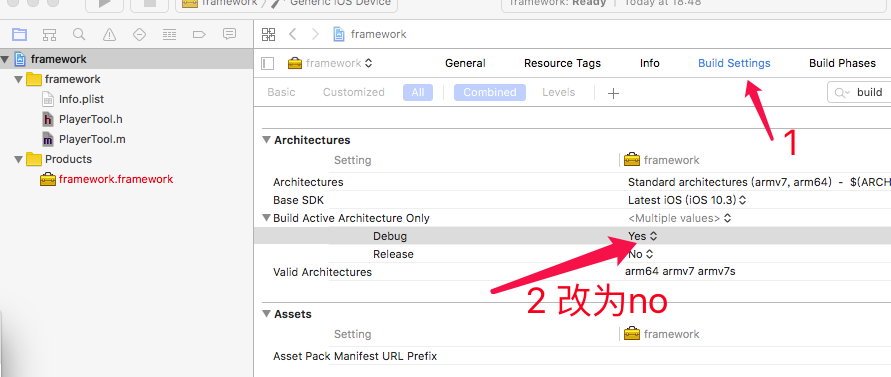 framework
Generic iOS Device
framework: Ready
Today at 18:48
framework
framework
framework
General
Resource Tags
Info
Build Settings
Build Phases
framework
Info.plist
PlayerTool.h
PlayerTool.m
Products
framework.framework
Basic
Customized
All
Combined
Levels
build
1
Architectures
Setting
framework
Architectures
Standard architectures (armv7, arm64) - $(ARCH
Base SDK
Latest iOS (iOS 10.3)
Build Active Architecture Only
<Multiple values>
Debug
Yes
Release
No
Valid Architectures
arm64 armv7 armv7s
2 改为no
Assets
Setting
framework
Asset Pack Manifest URL Prefix